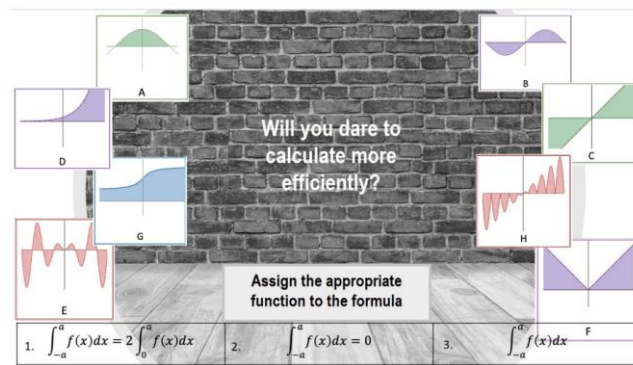 A
B
C
D
Will you dare to
calculate more
efficiently?
G
H
E
F
Assign the appropriate
function to the formula
1. ∫_{-a}^{a} f(x)dx = 2 ∫_{0}^{a} f(x)dx
2. ∫_{-a}^{a} f(x)dx = 0
3. ∫_{-a}^{a} f(x)dx